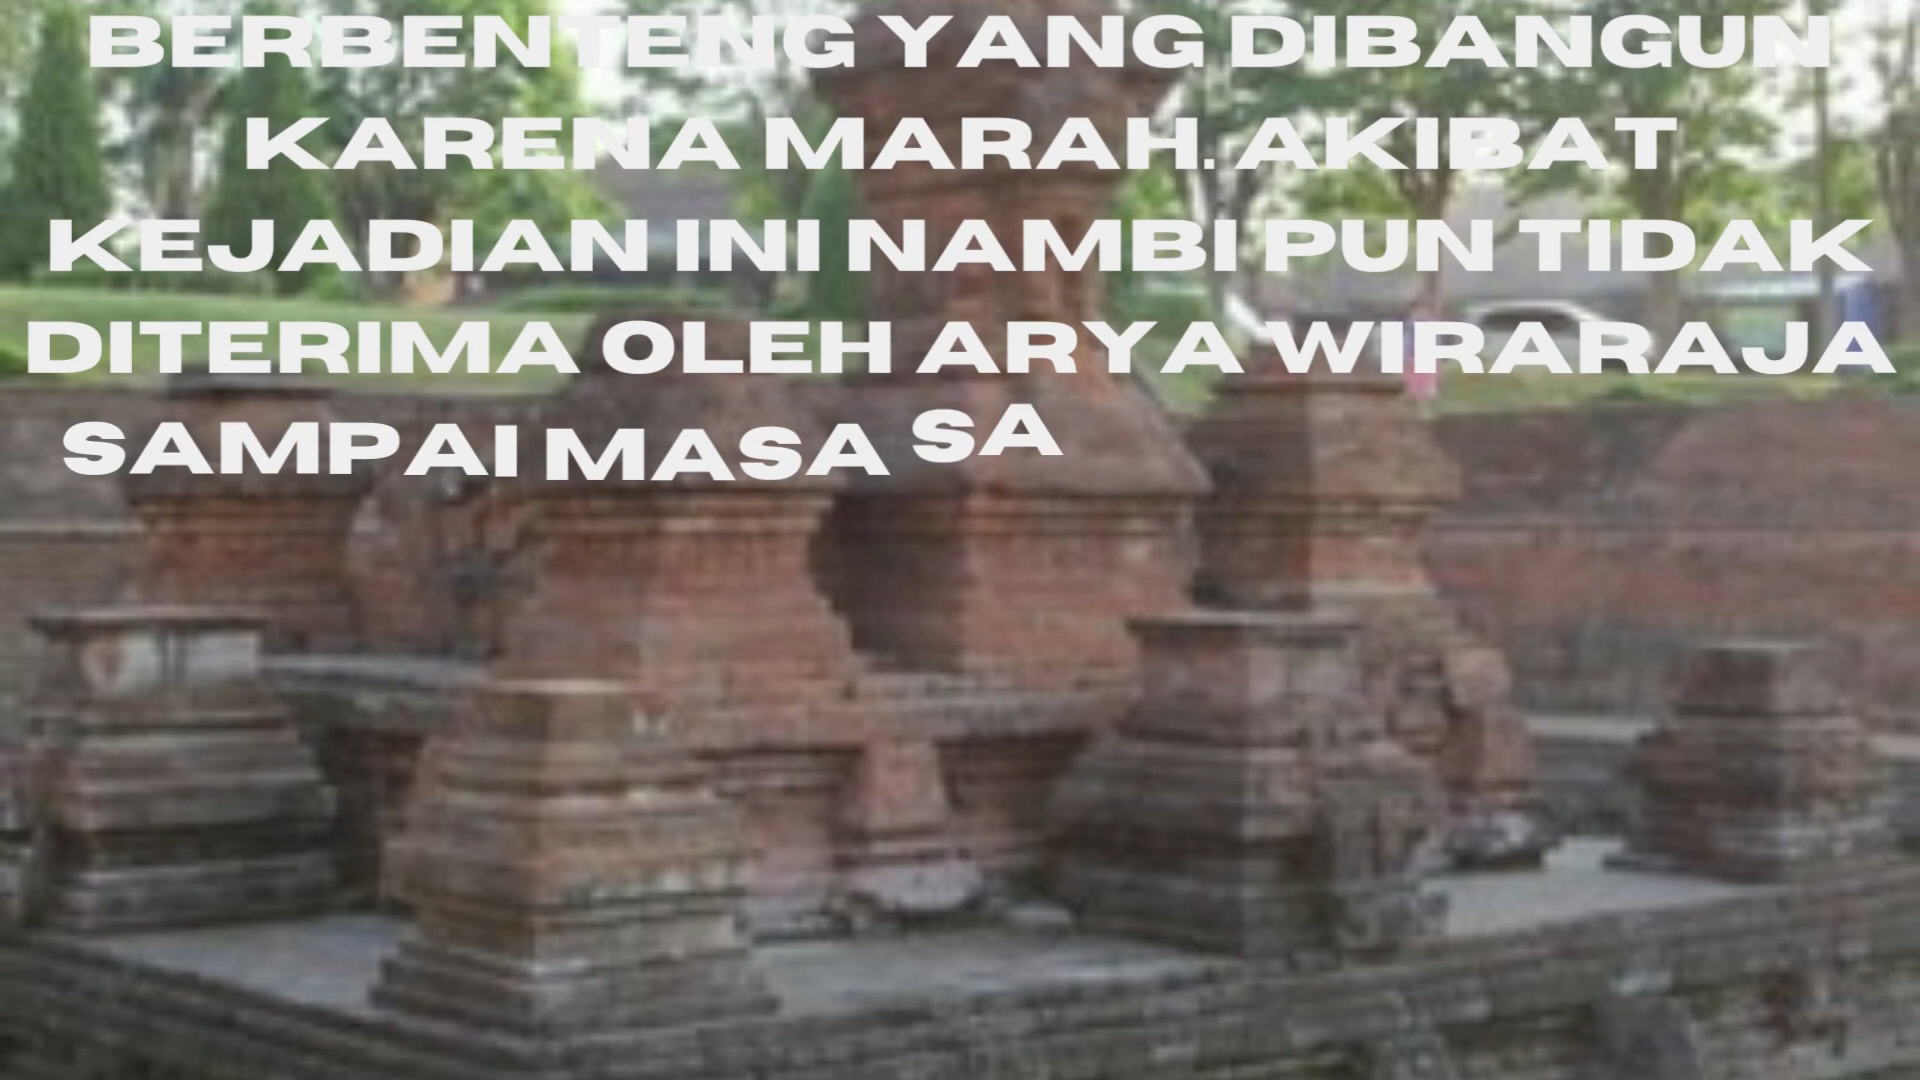 BERBENTENG YANG DIBANGUN
KARENA MARAH. AKIBAT
KEJADIAN INI NAMBI PUN TIDAK
DITERIMA OLEH ARYA WIRARAJA
SAMPAI MASA SA